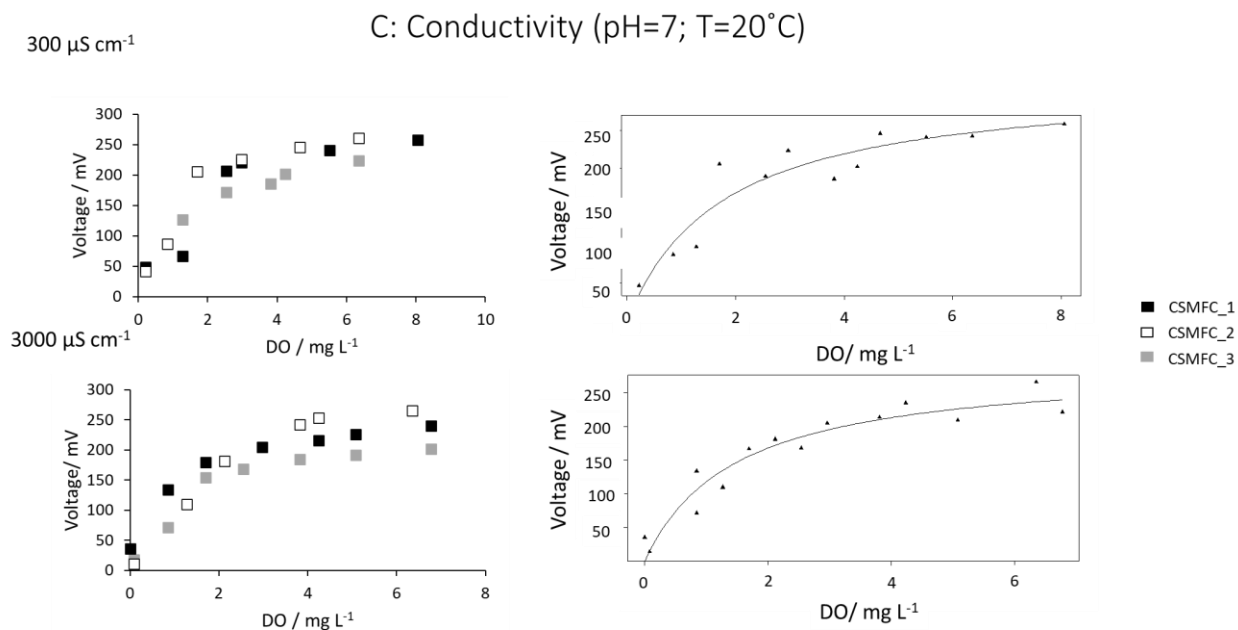 C: Conductivity (pH=7; T=20˚C)
300 µS cm-1
300
250
200
150
100
50
0
Voltage / mV
0 2 4 6 8 10
DO / mg L-1
250
200
150
100
50
Voltage / mV
0 2 4 6 8
DO/ mg L-1
CSMFC_1
CSMFC_2
CSMFC_3
3000 µS cm-1
300
250
200
150
100
50
0
Voltage/ mV
0 2 4 6 8
DO / mg L-1
250
200
150
100
50
Voltage / mV
0 2 4 6
DO/ mg L-1